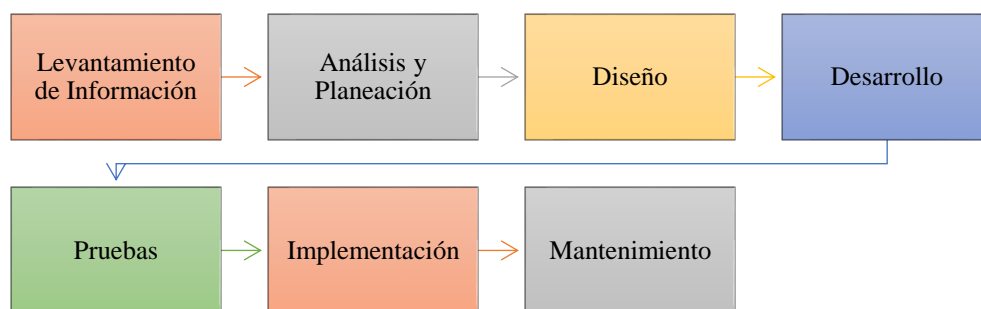 Levantamiento
de Información
Análisis y
Planeación
Diseño
Desarrollo
Pruebas
Implementación
Mantenimiento